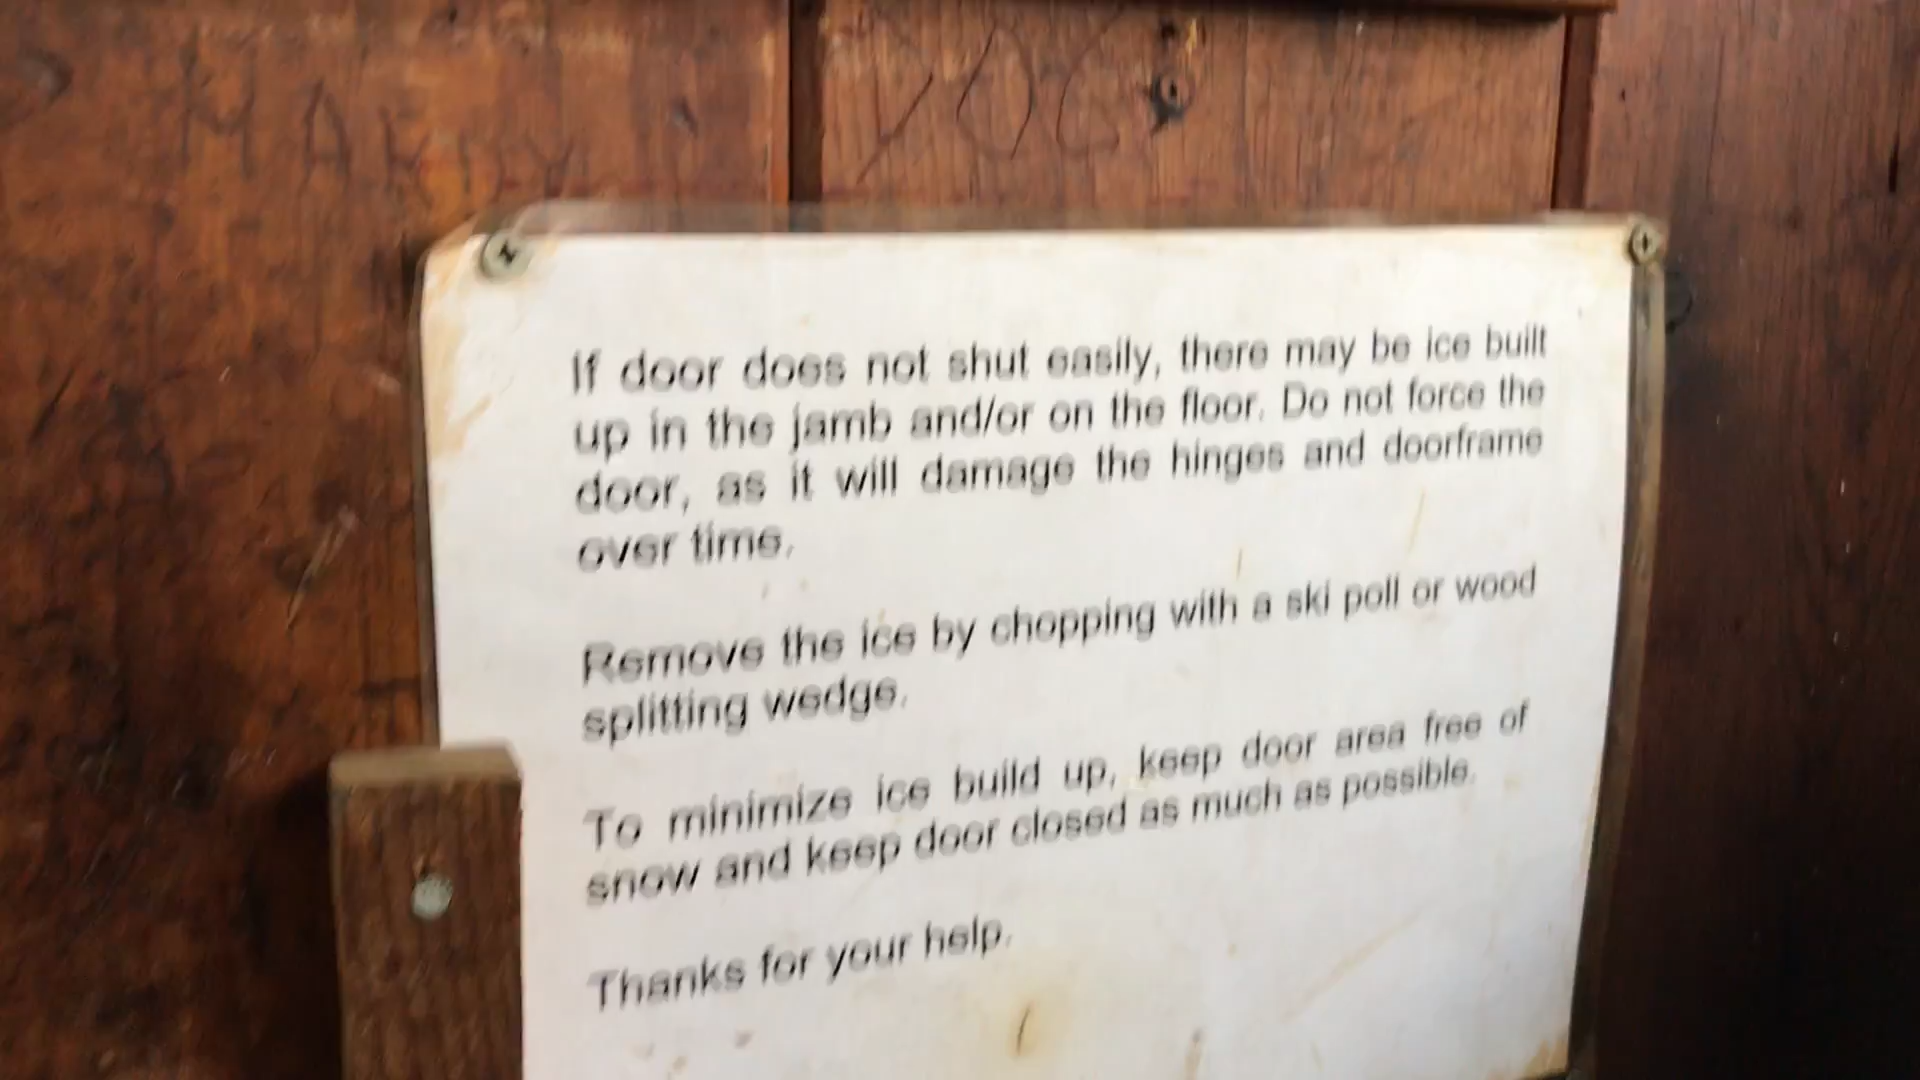 If door does not shut easily, there may be ice built
up in the jamb and/or on the floor. Do not force the
door, as it will damage the hinges and doorframe
over time.
Remove the ice by chopping with a ski poll or wood
splitting wedge.
To minimize ice build up, keep door area free of
snow and keep door closed as much as possible.
Thanks for your help.